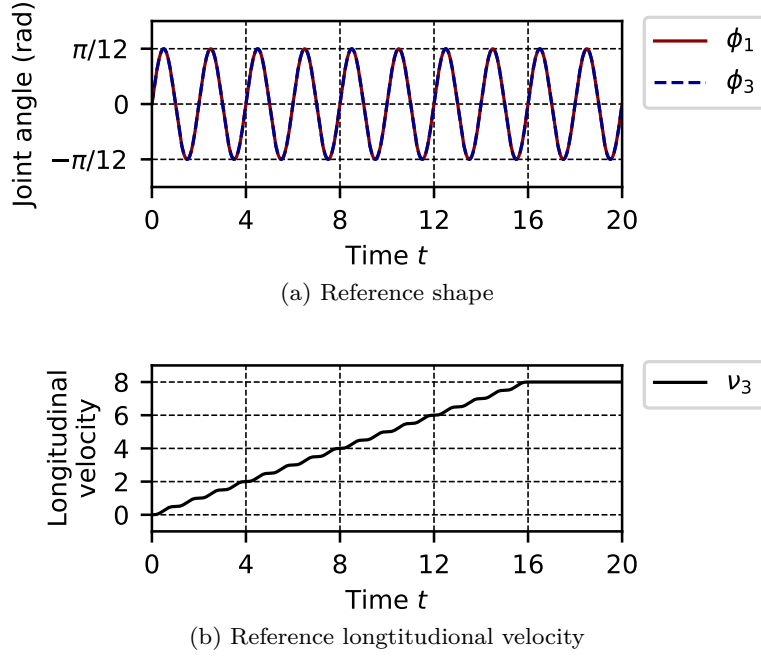 Joint angle (rad)
π/12
0
−π/12
0 4 8 12 16 20
Time t
ϕ₁
ϕ₃
(a) Reference shape
Longitudinal
velocity
8
6
4
2
0
0 4 8 12 16 20
Time t
ν₃
(b) Reference longtitudional velocity